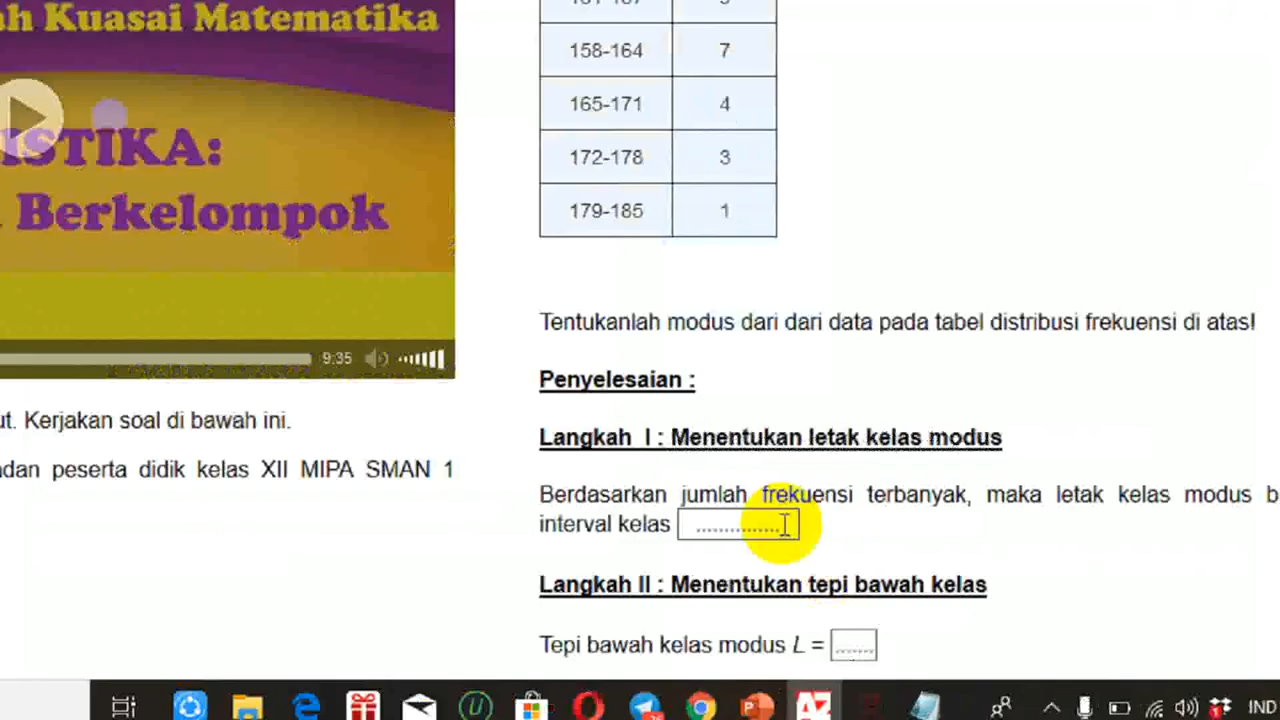 ah Kuasai Matematika
ISTIKA:
Berkelompok
9:35
ut. Kerjakan soal di bawah ini.
adan peserta didik kelas XII MIPA SMAN 1
158-164 7
165-171 4
172-178 3
179-185 1
Tentukanlah modus dari dari data pada tabel distribusi frekuensi di atas!
Penyelesaian :
Langkah I : Menentukan letak kelas modus
Berdasarkan jumlah frekuensi terbanyak, maka letak kelas modus b
interval kelas ...............
Langkah II : Menentukan tepi bawah kelas
Tepi bawah kelas modus L = .......
IND